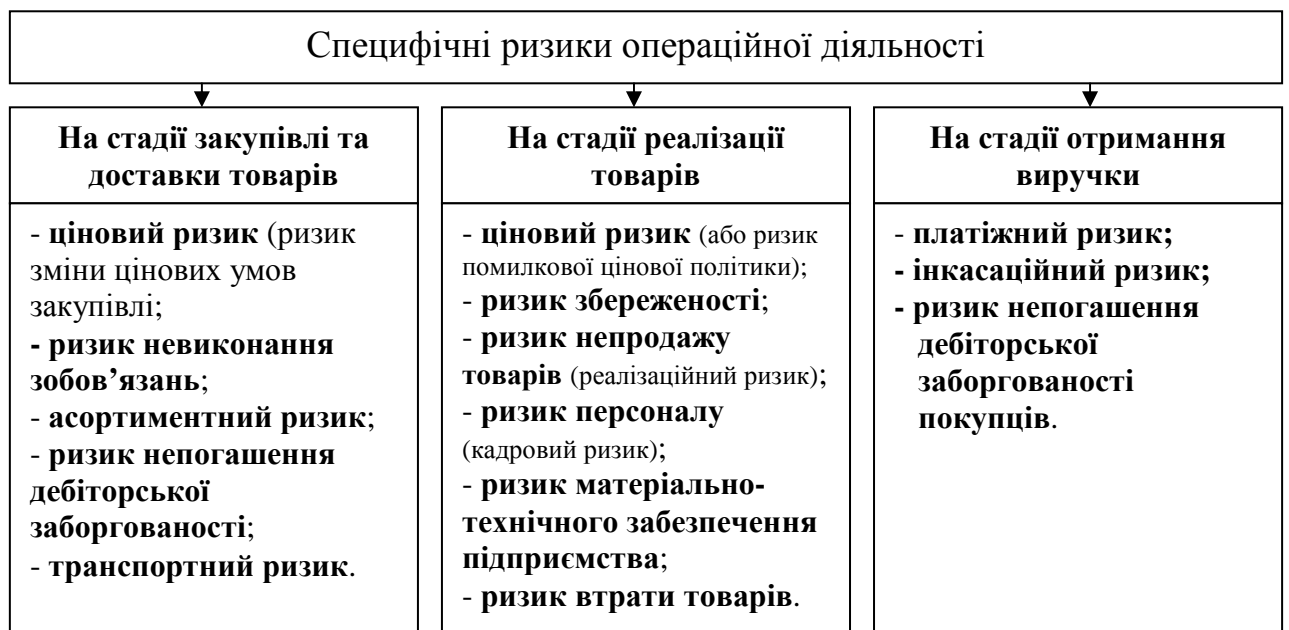 Специфічні ризики операційної діяльності
На стадії закупівлі та
доставки товарів
- ціновий ризик (ризик
зміни цінових умов
закупівлі;
- ризик невиконання
зобов’язань;
- асортиментний ризик;
- ризик непогашення
дебіторської
заборгованості;
- транспортний ризик.
На стадії реалізації
товарів
- ціновий ризик (або ризик
помилкової цінової політики);
- ризик збереженості;
- ризик непродажу
товарів (реалізаційний ризик);
- ризик персоналу
(кадровий ризик);
- ризик матеріально-
технічного забезпечення
підприємства;
- ризик втрати товарів.
На стадії отримання
виручки
- платіжний ризик;
- інкасаційний ризик;
- ризик непогашення
дебіторської
заборгованості
покупців.